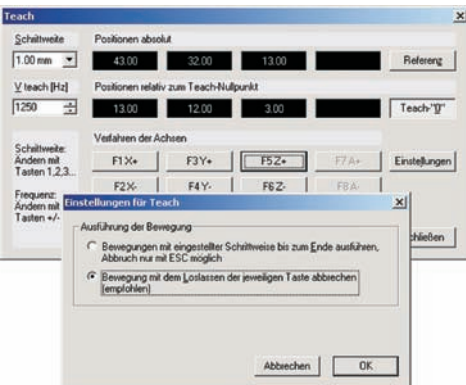 Teach
Schrittweite
Positionen absolut
1.00 mm
43.00
32.00
13.00
Referenz
V teach [Hz]
Positionen relativ zum Teach-Nullpunkt
1250
13.00
12.00
3.00
Teach-"0"
Verfahren der Achsen
Schrittweite:
Ändern mit
Tasten 1,2,3...
F1 X+
F3 Y+
F5 Z+
F7 A+
Einstellungen
Frequenz:
Ändern mit
Tasten +/-
F2 X-
F4 Y-
F6 Z-
F8 A-
chließen
Einstellungen für Teach
Ausführung der Bewegung
Bewegungen mit eingestellter Schrittweise bis zum Ende ausführen,
Abbruch nur mit ESC möglich
Bewegung mit dem Loslassen der jeweiligen Taste abbrechen
(empfohlen)
Abbrechen
OK